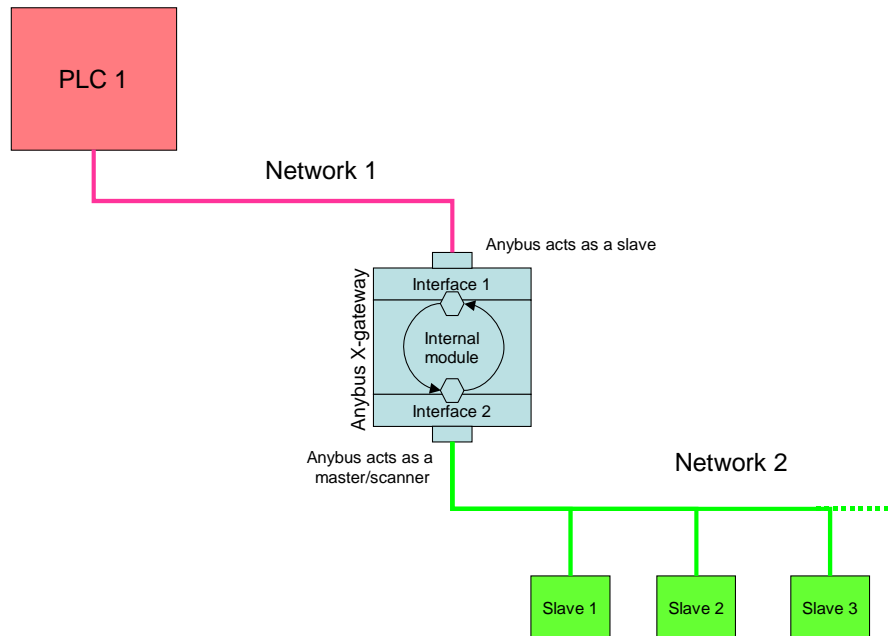 PLC 1
Network 1
Anybus acts as a slave
Anybus X-gateway
Interface 1
Internal
module
Interface 2
Anybus acts as a
master/scanner
Network 2
Slave 1
Slave 2
Slave 3